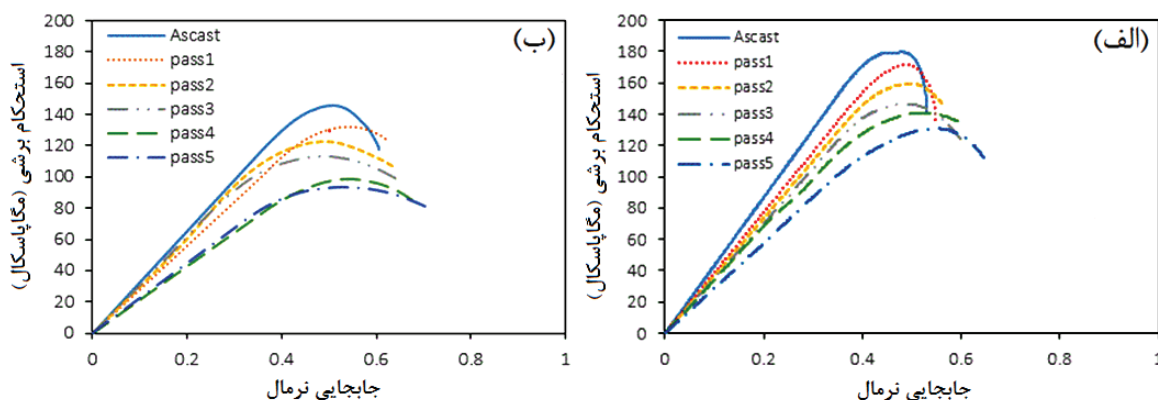 (ب)
Ascast
pass1
pass2
pass3
pass4
pass5
استحکام برشی (مگاپاسکال)
200
180
160
140
120
100
80
60
40
20
0
0
0.2
0.4
0.6
0.8
1
جابجایی نرمال
(الف)
Ascast
pass1
pass2
pass3
pass4
pass5
استحکام برشی (مگاپاسکال)
200
180
160
140
120
100
80
60
40
20
0
0
0.2
0.4
0.6
0.8
1
جابجایی نرمال